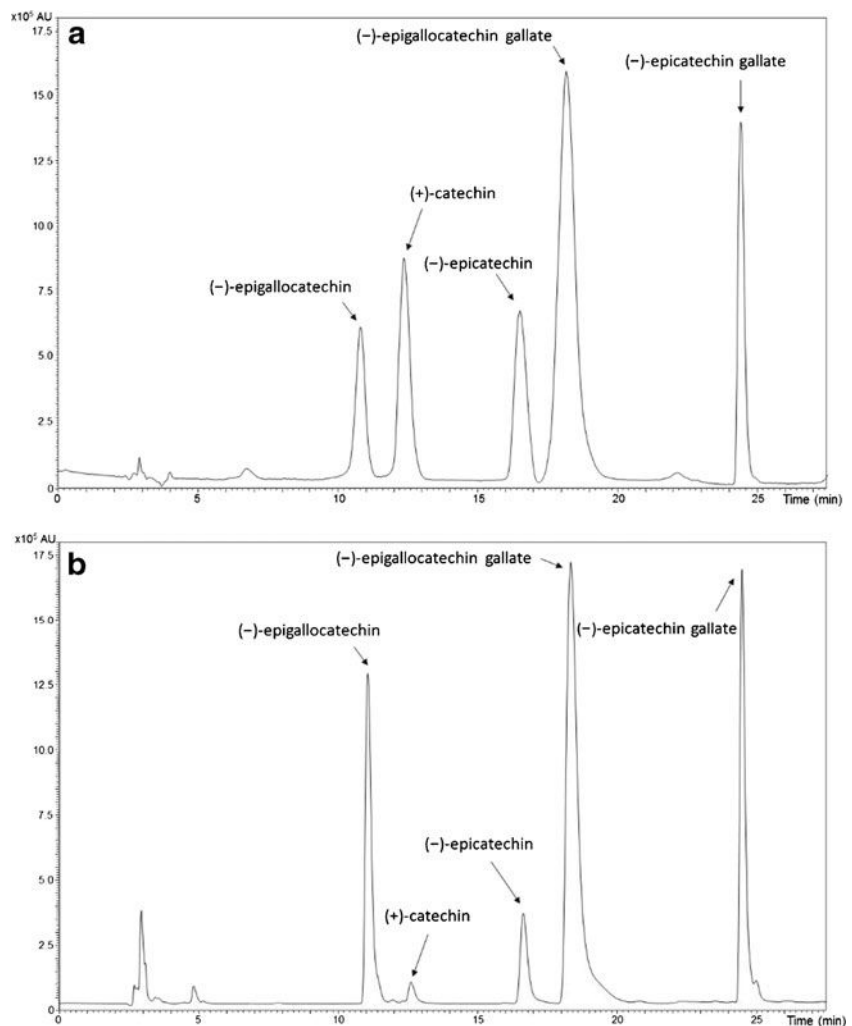 x10⁵ AU
a
17.5
15.0
12.5
10.0
7.5
5.0
2.5
0
(−)-epigallocatechin gallate
(−)-epicatechin gallate
(+)-catechin
(−)-epicatechin
(−)-epigallocatechin
0 5 10 15 20 25
Time (min)
x10⁵ AU
b
17.5
15.0
12.5
10.0
7.5
5.0
2.5
0
(−)-epigallocatechin gallate
(−)-epigallocatechin
(−)-epicatechin gallate
(−)-epicatechin
(+)-catechin
0 5 10 15 20 25
Time (min)